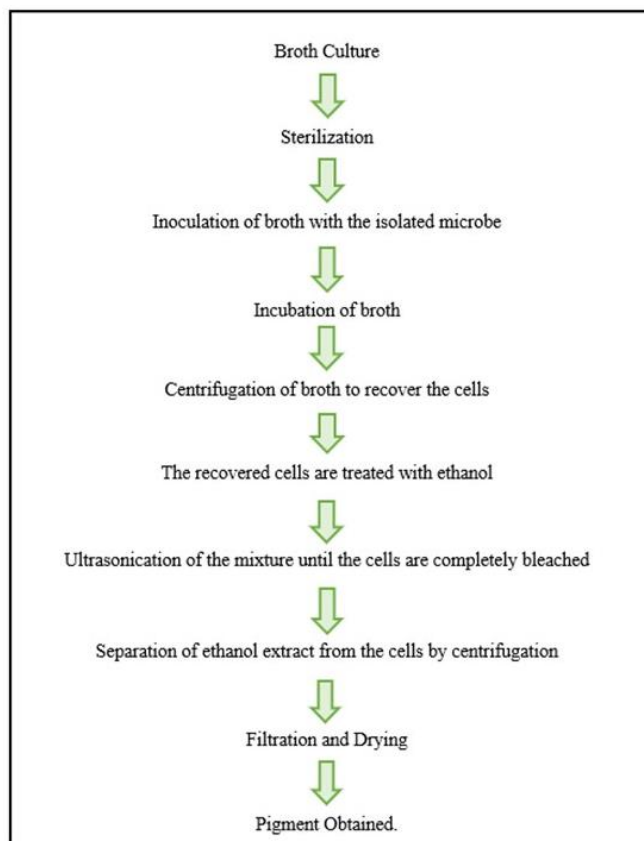 Broth Culture
Sterilization
Inoculation of broth with the isolated microbe
Incubation of broth
Centrifugation of broth to recover the cells
The recovered cells are treated with ethanol
Ultrasonication of the mixture until the cells are completely bleached
Separation of ethanol extract from the cells by centrifugation
Filtration and Drying
Pigment Obtained.